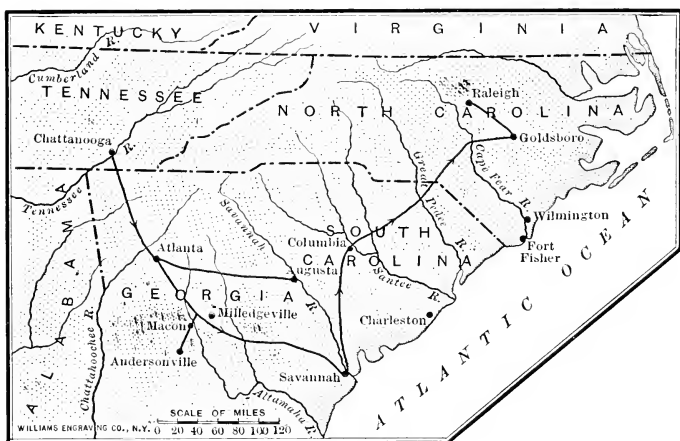 KENTUCKY
VIRGINIA
Cumberland R.
TENNESSEE
Raleigh
NORTH CAROLINA
Chattanooga
Goldsboro
Tennessee R.
Great Pidee R.
Cape Fear R.
ALABAMA
Savannah R.
Wilmington
SOUTH
CAROLINA
Fort
Fisher
Atlanta
Columbia
Augusta
Santee R.
GEORGIA
Milledgeville
Macon
Charleston
Chattahoochee R.
Andersonville
Savannah
Altamaha R.
ATLANTIC OCEAN
SCALE OF MILES
0 20 40 60 80 100 120
WILLIAMS ENGRAVING CO., N.Y.